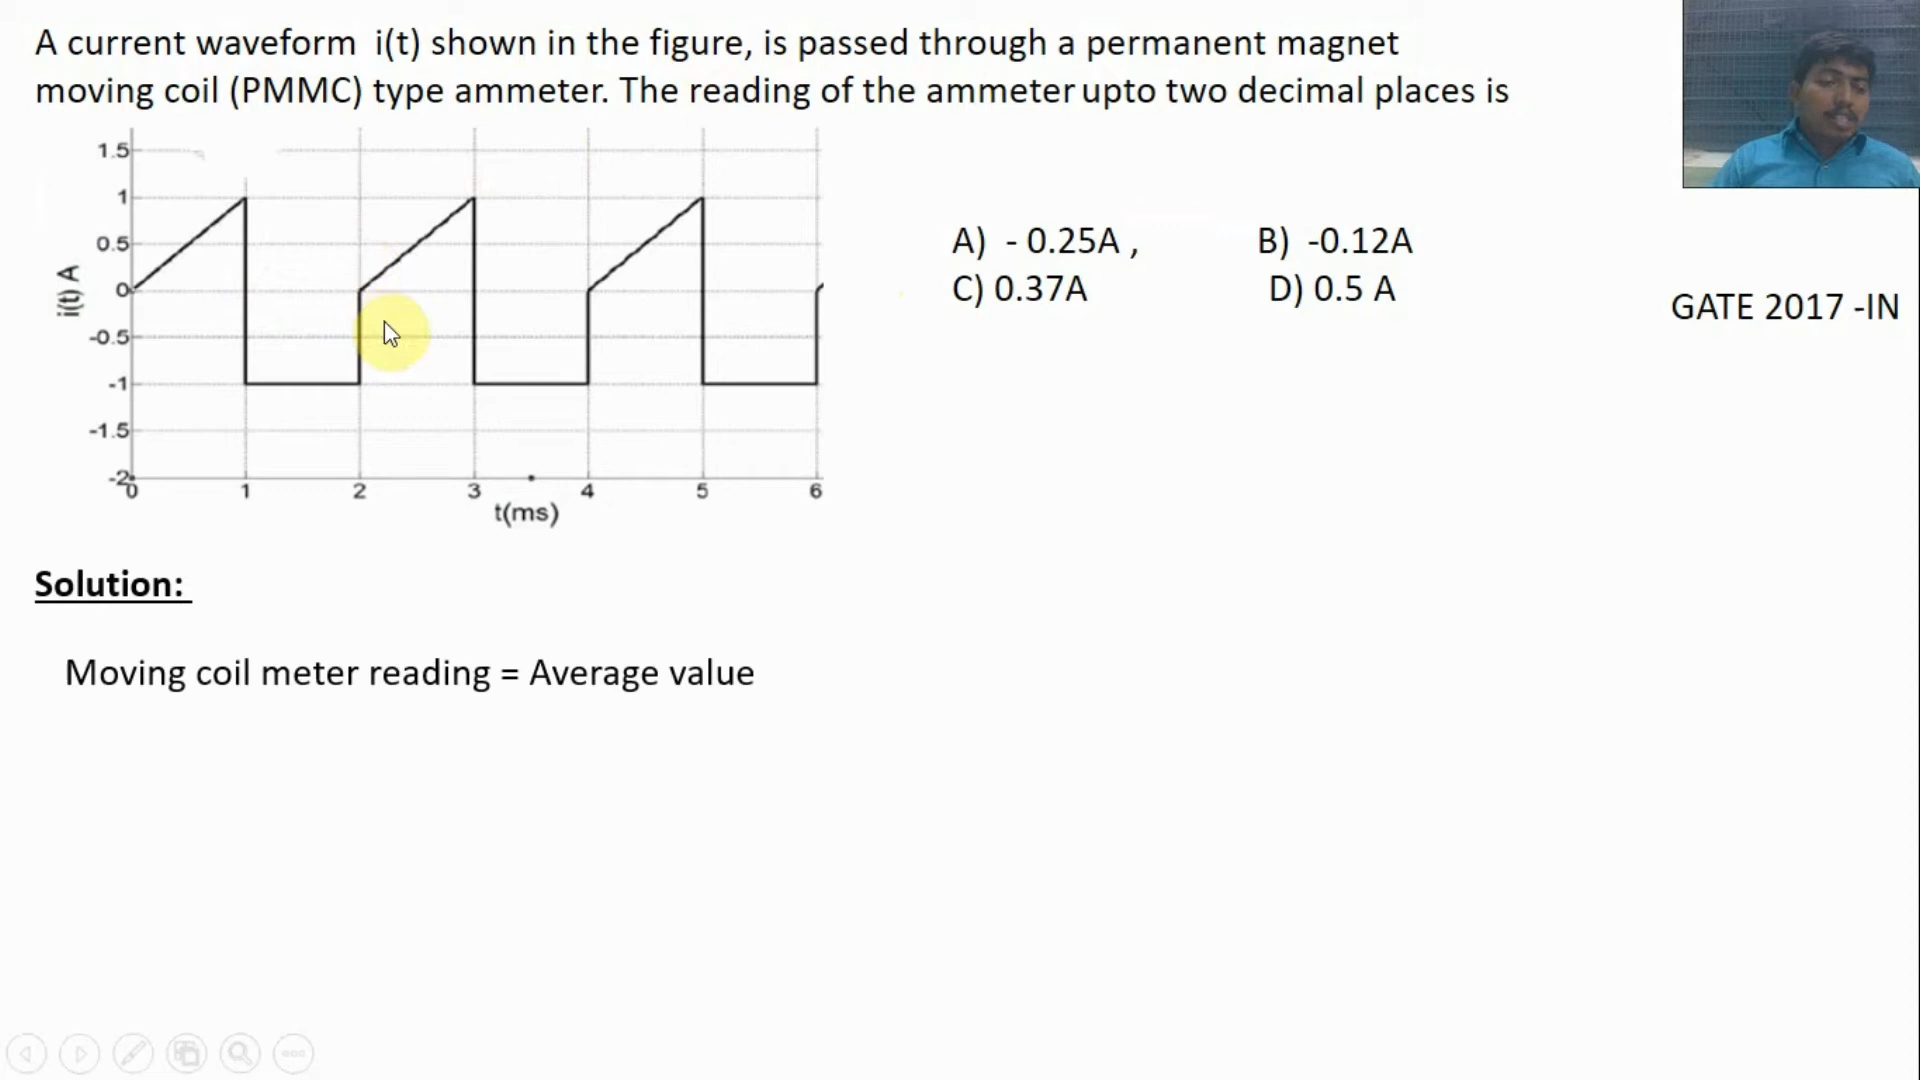 A current waveform i(t) shown in the figure, is passed through a permanent magnet
moving coil (PMMC) type ammeter. The reading of the ammeter upto two decimal places is
1.5
1
0.5
0
-0.5
-1
-1.5
-2
i(t) A
0 1 2 3 4 5 6
t(ms)
A) - 0.25A , B) -0.12A
C) 0.37A D) 0.5 A
GATE 2017 -IN
Solution:
Moving coil meter reading = Average value